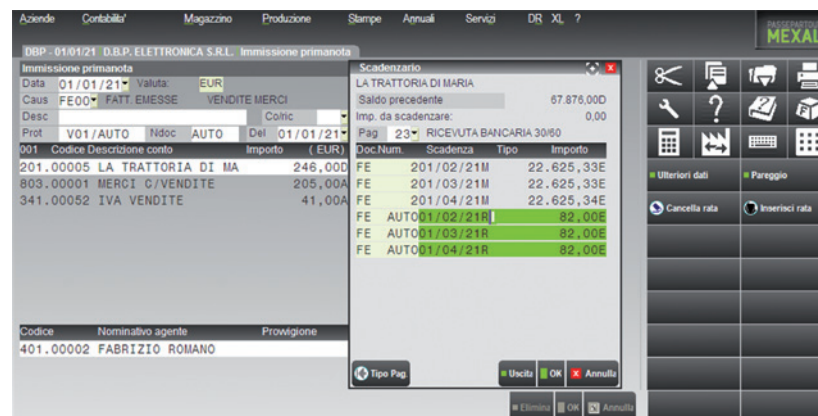 Aziende Contabilita' Magazzino Produzione Stampe Annuali Servizi DR XL ?
PASSEPARTOUT
MEXAL
DBP - 01/01/21 D.B.P. ELETTRONICA S.R.L. Immissione primanota
Immissione primanota
Data 01/01/21 Valuta: EUR
Caus FE00 FATT. EMESSE VENDITE MERCI
Desc Co/ric
Prot V01/AUTO Ndoc AUTO Del 01/01/21
001 Codice Descrizione conto Importo (EUR)
201.00005 LA TRATTORIA DI MA 246,00D
803.00001 MERCI C/VENDITE 205,00A
341.00052 IVA VENDITE 41,00A
Codice Nominativo agente Provvigione
401.00002 FABRIZIO ROMANO
Scadenzario
LA TRATTORIA DI MARIA
Saldo precedente 67.876,00D
Imp. da scadenzare: 0,00
Pag 23 RICEVUTA BANCARIA 30/60
Doc.Num. Scadenza Tipo Importo
FE 201/02/21M 22.625,33E
FE 201/03/21M 22.625,33E
FE 201/04/21M 22.625,34E
FE AUTO01/02/21R 82,00E
FE AUTO01/03/21R 82,00E
FE AUTO01/04/21R 82,00E
Tipo Pag. Uscita OK Annulla
Elimina OK Annulla
Ulteriori dati Pareggio
Cancella rata Inserisci rata